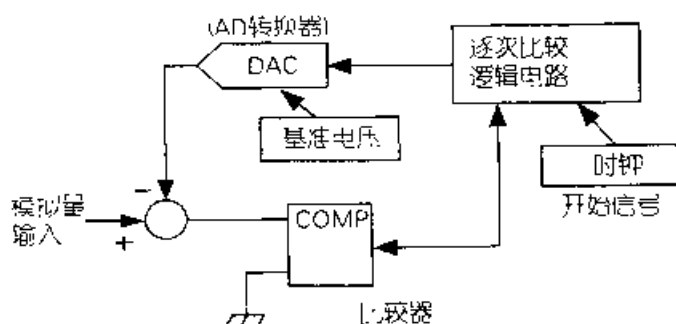 (AD转换器)
DAC
逐次比较
逻辑电路
基准电压
时钟
开始信号
模拟量
输入
−
+
COMP
比较器